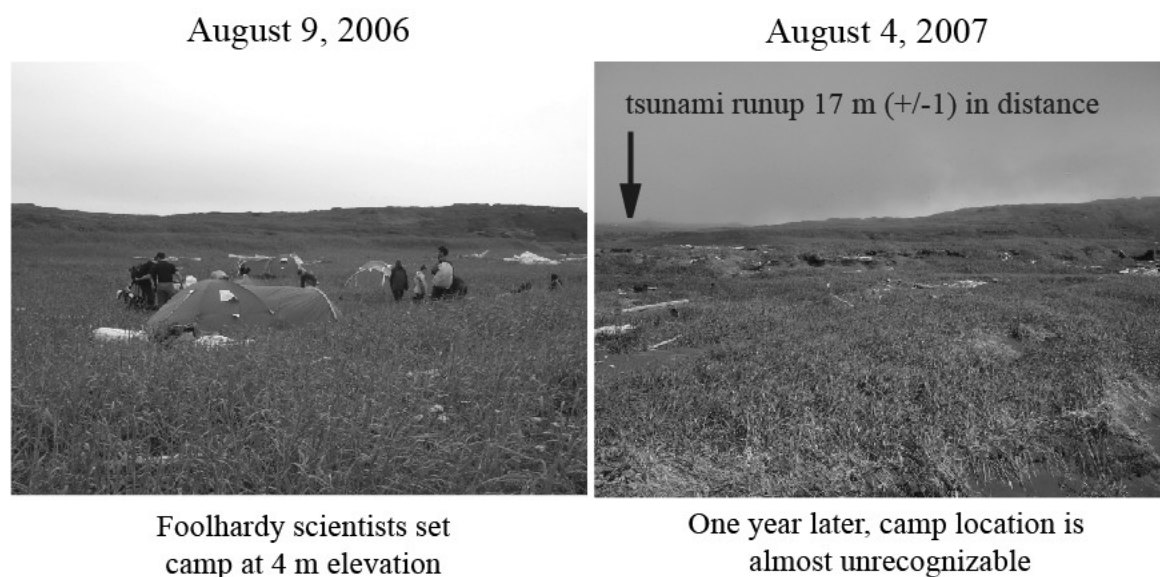 August 9, 2006
August 4, 2007
tsunami runup 17 m (+/-1) in distance
Foolhardy scientists set
camp at 4 m elevation
One year later, camp location is
almost unrecognizable